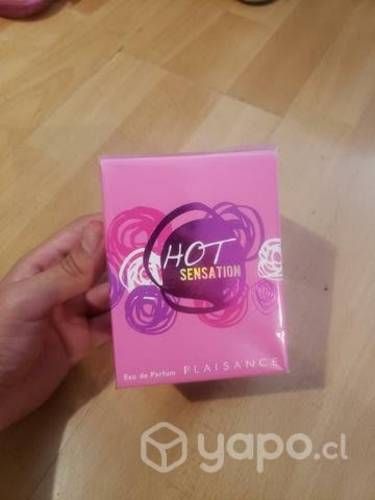 HOT
SENSATION
Eau de Parfum PLAISANCE
yapo.cl